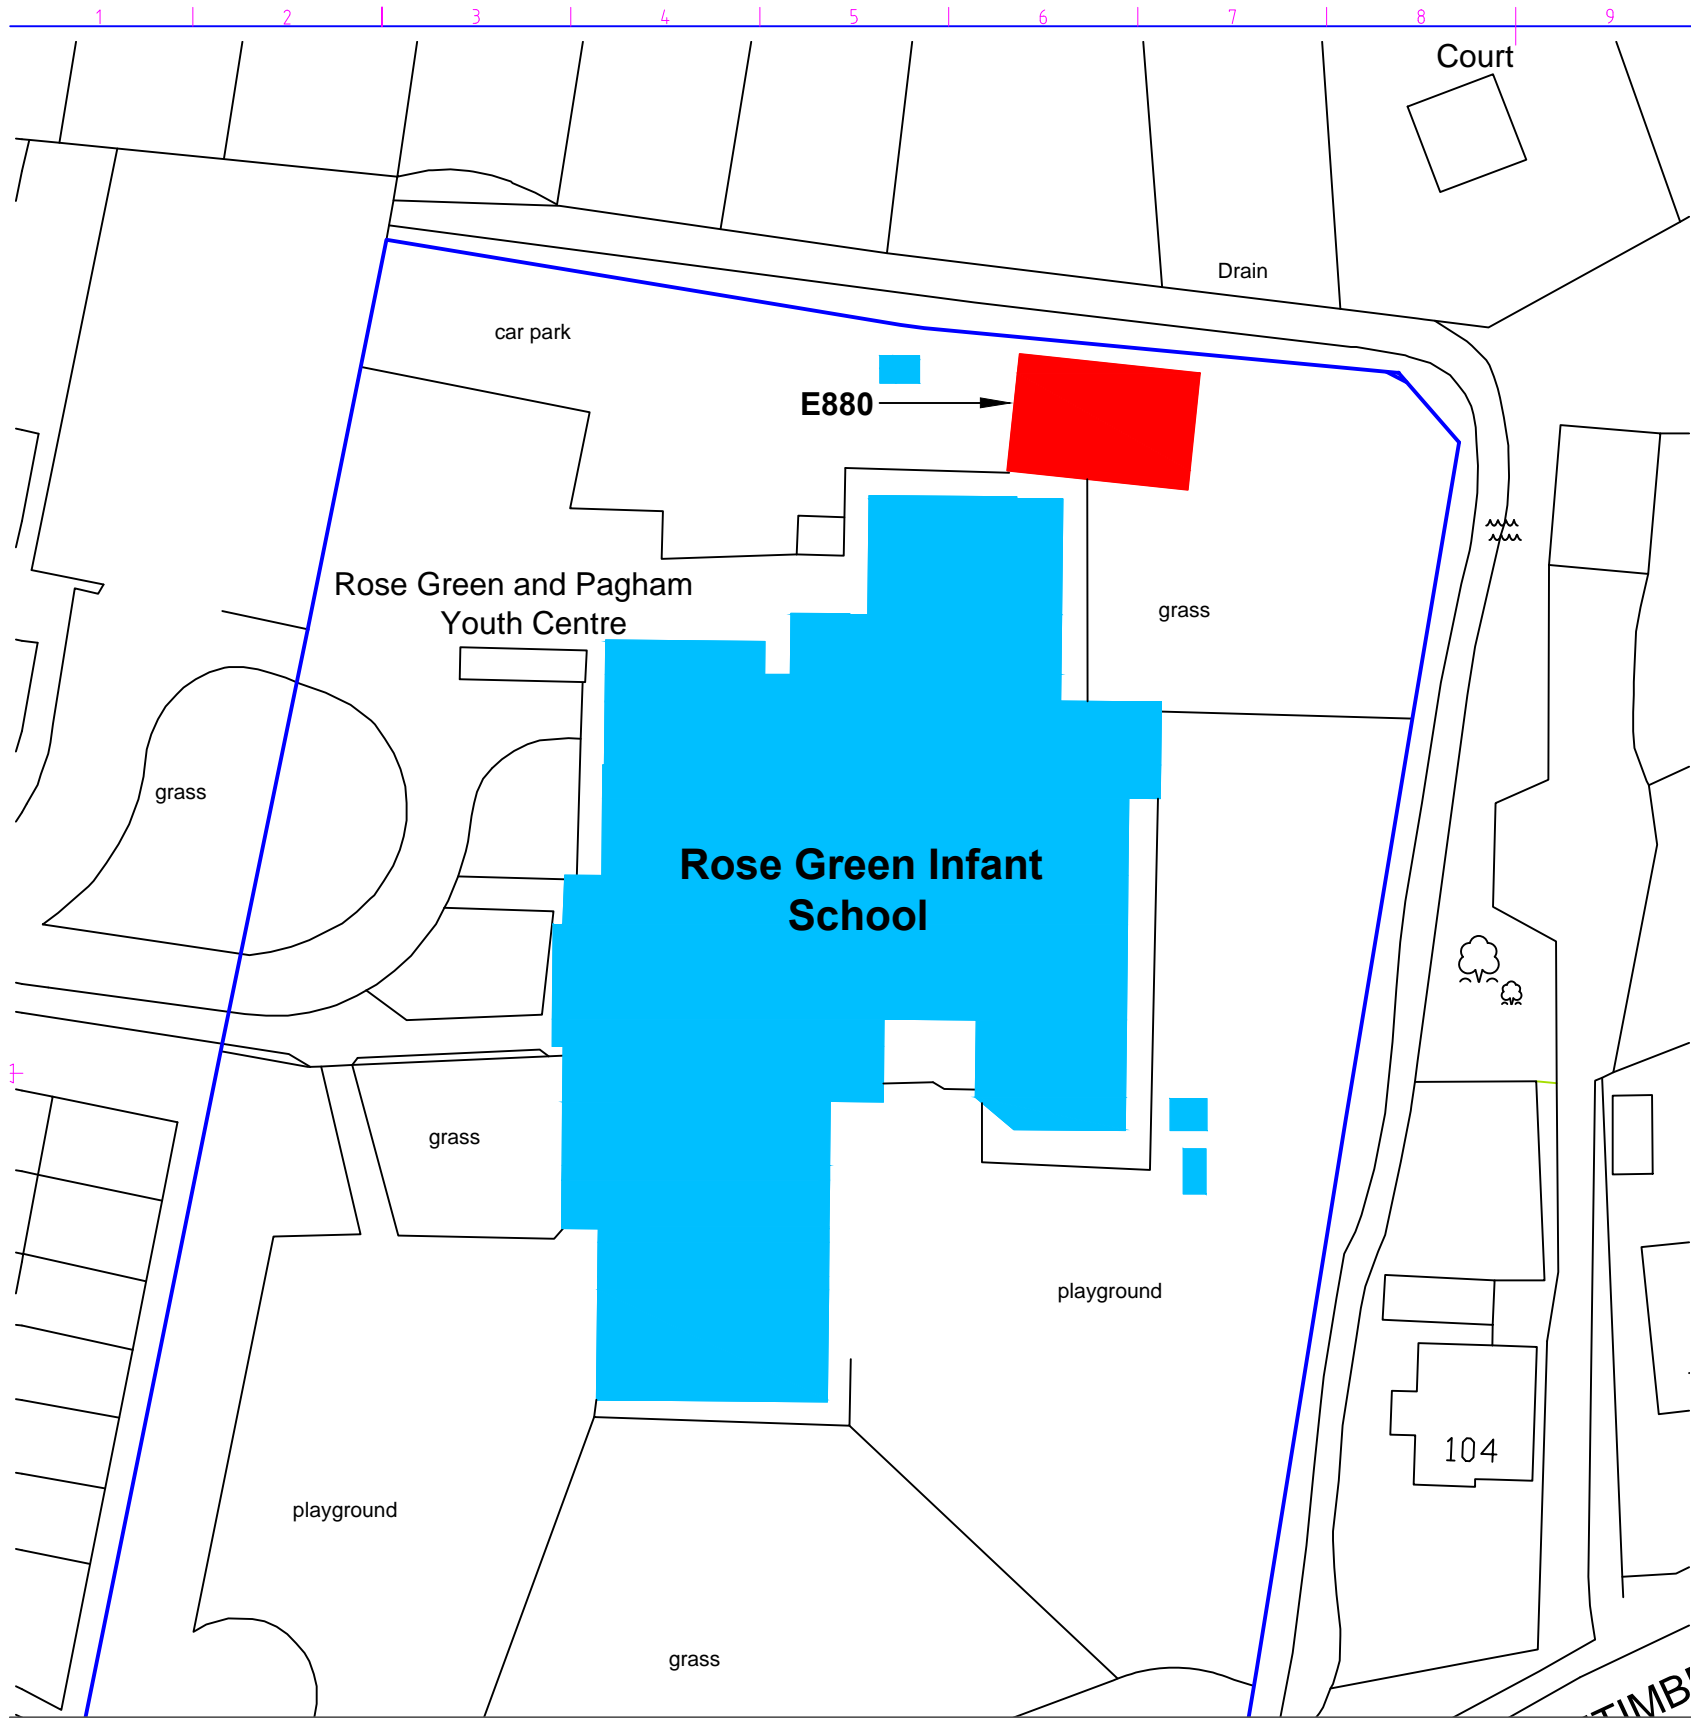 1 2 3 4 5 6 7 8 9
Court
Drain
car park
E880
Rose Green and Pagham
Youth Centre
grass
grass
Rose Green Infant
School
grass
playground
104
playground
grass